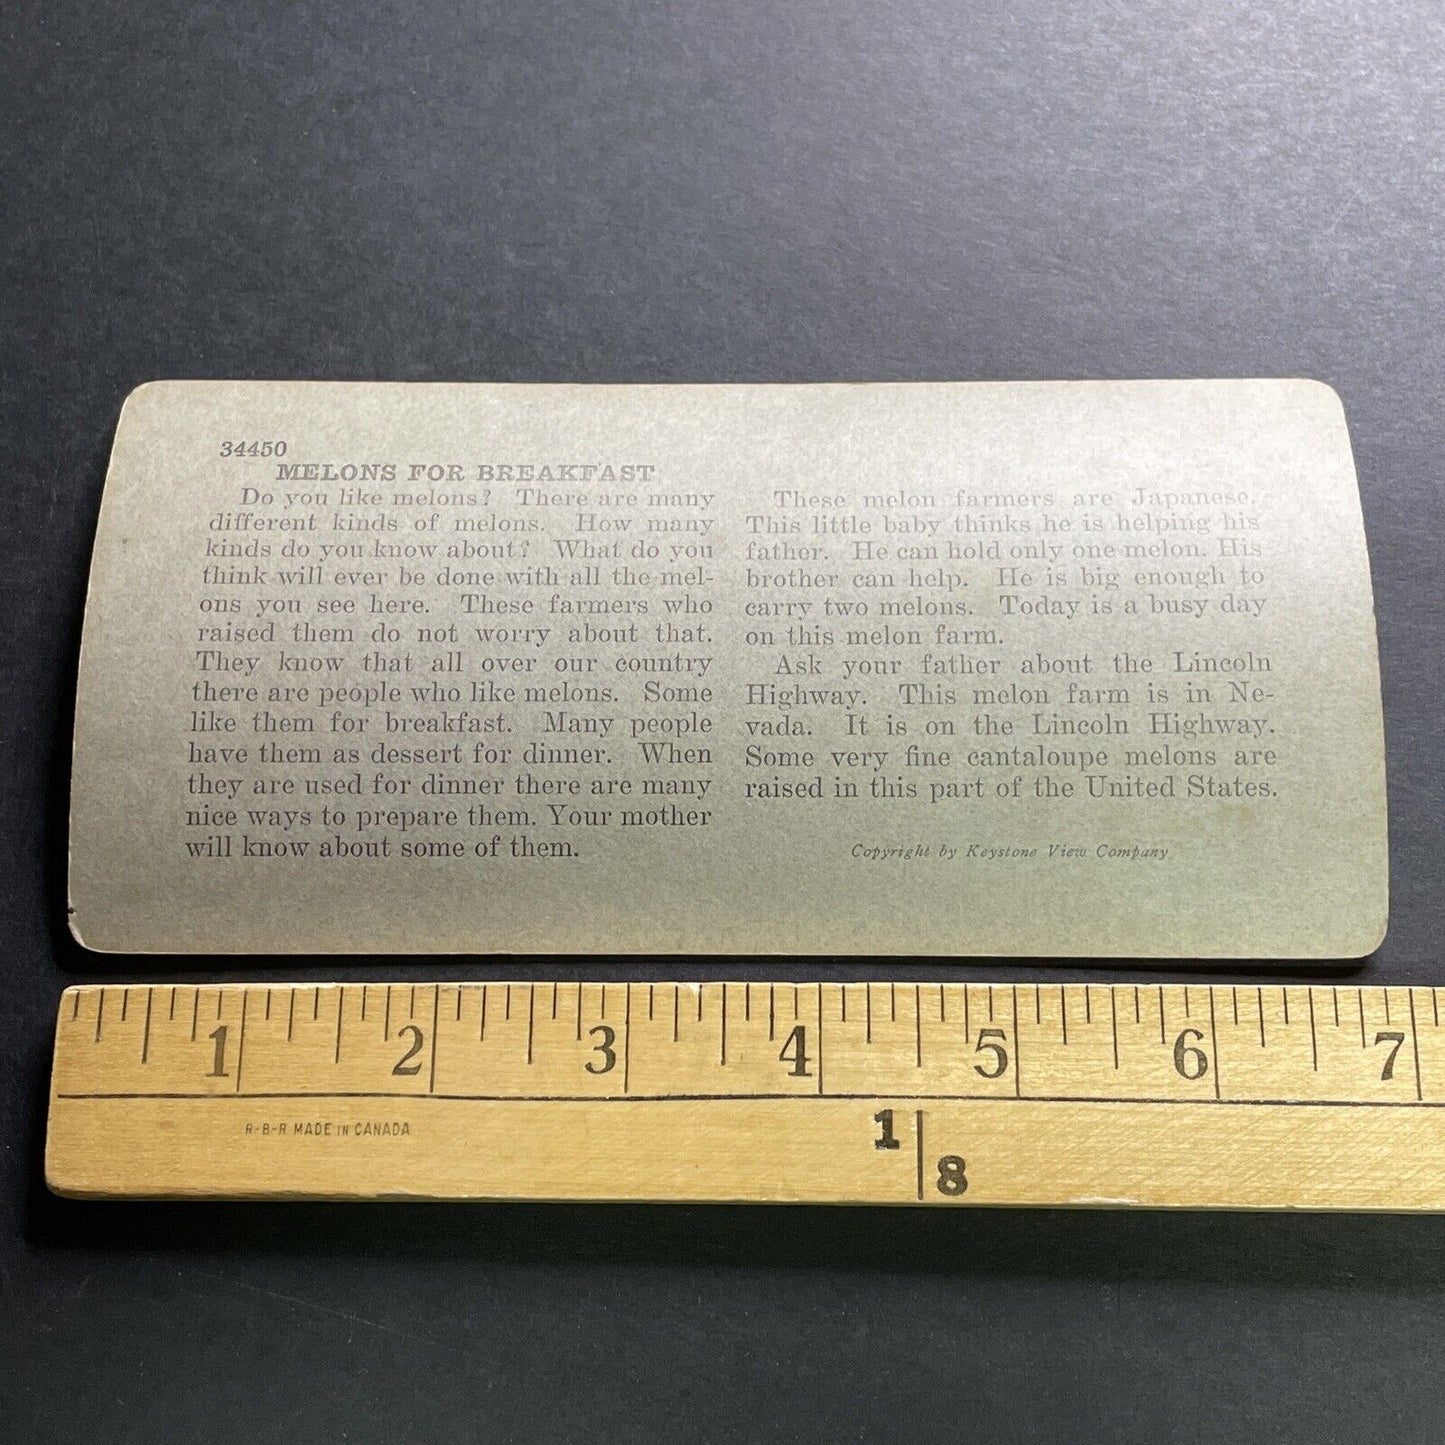 34450
MELONS FOR BREAKFAST
Do you like melons? There are many
different kinds of melons. How many
kinds do you know about? What do you
think will ever be done with all the mel-
ons you see here. These farmers who
raised them do not worry about that.
They know that all over our country
there are people who like melons. Some
like them for breakfast. Many people
have them as dessert for dinner. When
they are used for dinner there are many
nice ways to prepare them. Your mother
will know about some of them.
These melon farmers are Japanese.
This little baby thinks he is helping his
father. He can hold only one melon. His
brother can help. He is big enough to
carry two melons. Today is a busy day
on this melon farm.
Ask your father about the Lincoln
Highway. This melon farm is in Ne-
vada. It is on the Lincoln Highway.
Some very fine cantaloupe melons are
raised in this part of the United States.
Copyright by Keystone View Company
1 2 3 4 5 6 7
R-B-R MADE IN CANADA
1 8